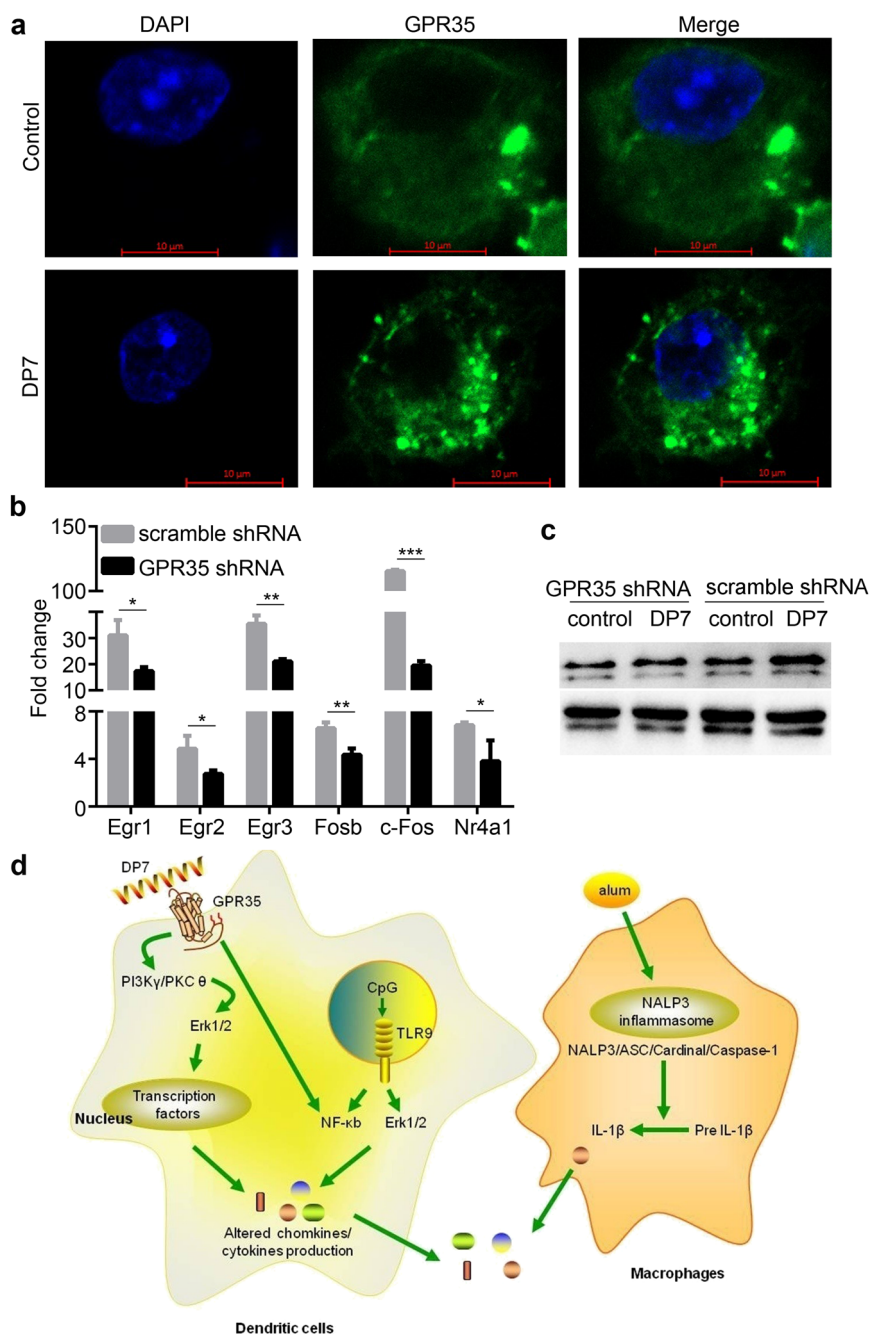 a
DAPI
GPR35
Merge
Control
10 µm
10 µm
10 µm
DP7
10 µm
10 µm
10 µm
b
150
100
30
20
10
8
4
0
Fold change
scramble shRNA
GPR35 shRNA
*
*
**
**
***
*
Egr1
Egr2
Egr3
Fosb
c-Fos
Nr4a1
c
GPR35 shRNA
scramble shRNA
control
DP7
control
DP7
d
DP7
GPR35
PI3Kγ/PKC θ
Erk1/2
Nucleus
Transcription
factors
CpG
TLR9
NF-κb
Erk1/2
Altered chomkines/
cytokines production
Dendritic cells
alum
NALP3
inflammasome
NALP3/ASC/Cardinal/Caspase-1
IL-1β
Pre IL-1β
Macrophages